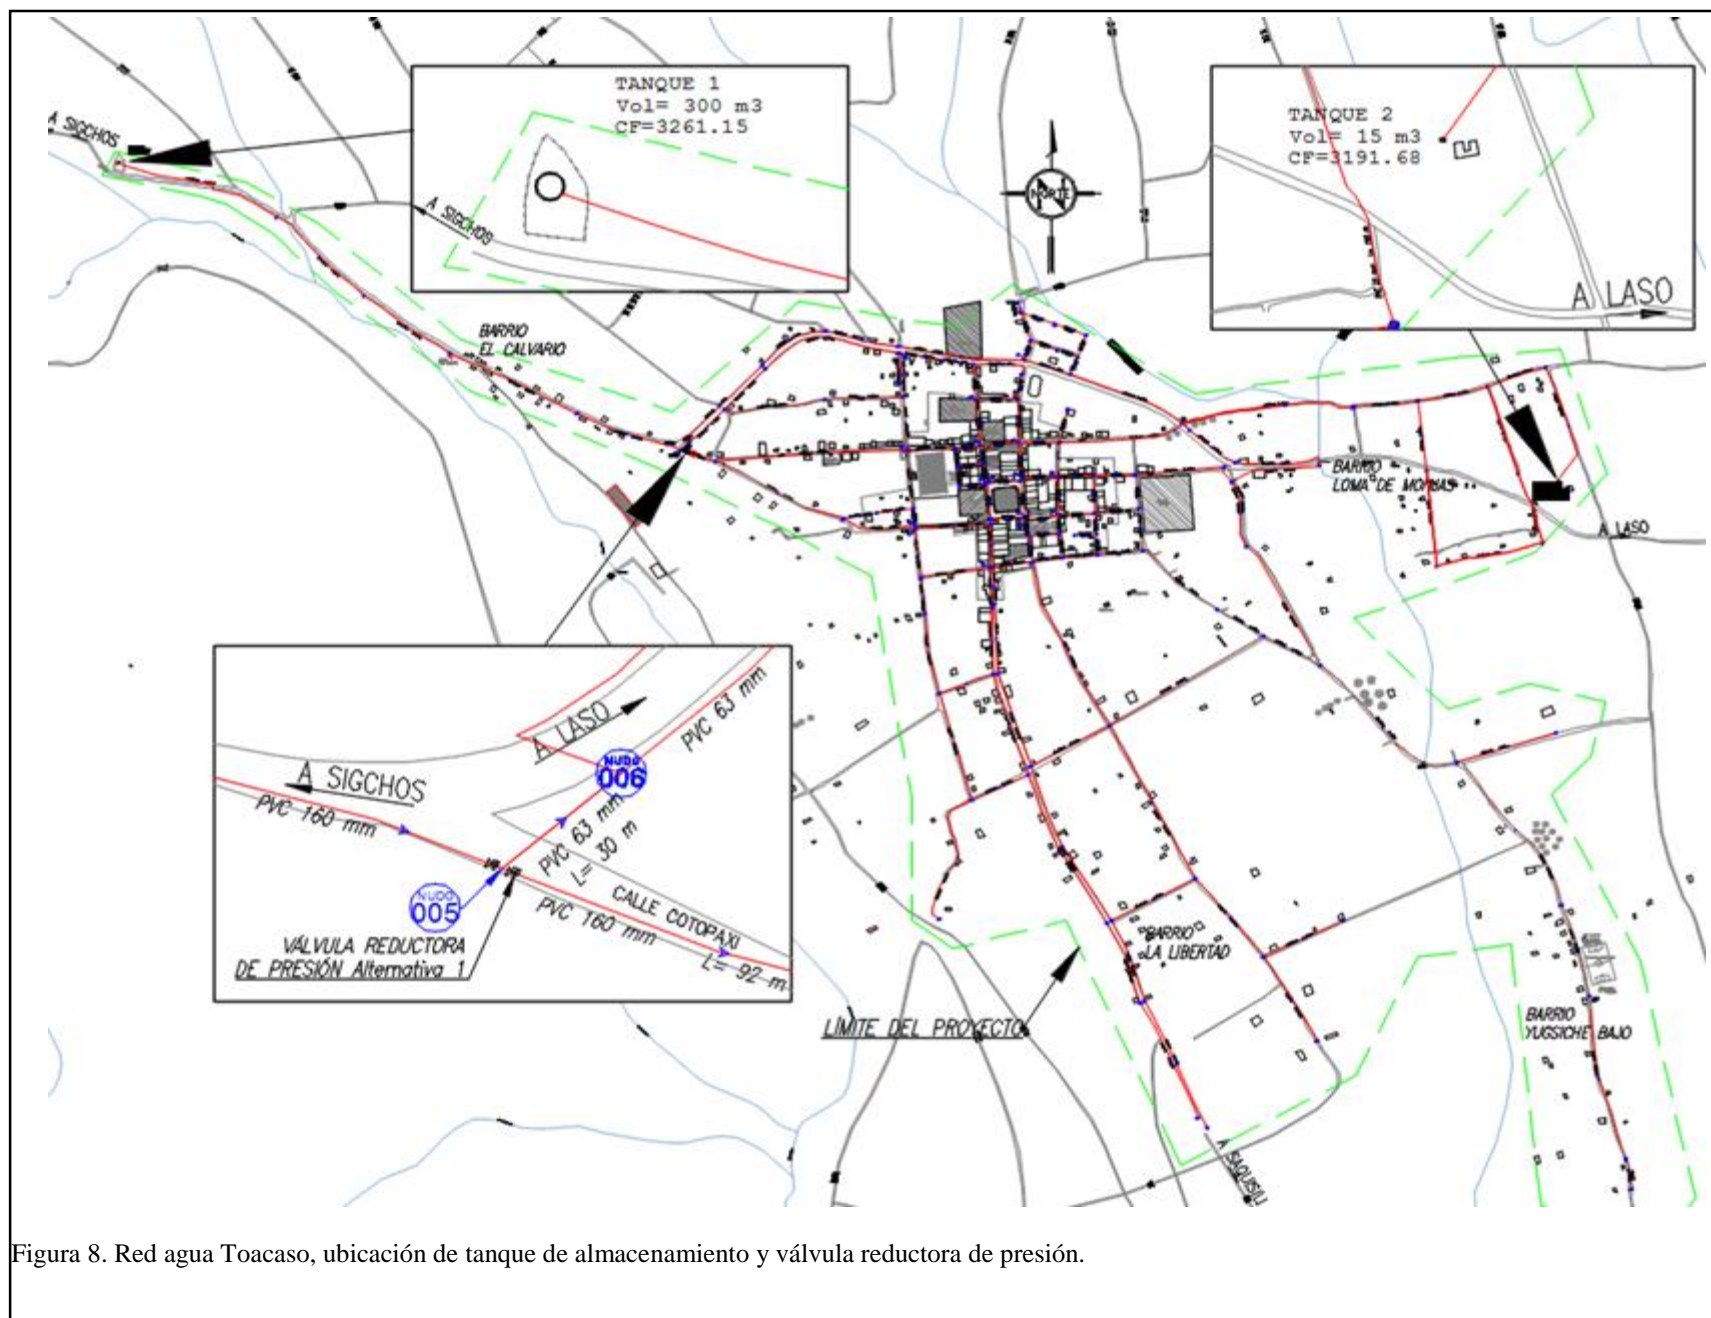 A SIGCHOS
TANQUE 1
Vol= 300 m3
CF=3261.15
A SIGCHOS
NORTE
TANQUE 2
Vol= 15 m3
CF=3191.68
A LASO
BARRIO
EL CALVARIO
BARRIO
LOMA DE MONJAS
A LASO
A SIGCHOS
A LASO
PVC 63 mm
NUDO
006
PVC 160 mm
PVC 63 mm
L= 30 m
NUDO
005
CALLE COTOPAXI
PVC 160 mm
L= 92 m
VÁLVULA REDUCTORA
DE PRESIÓN Alternativa 1
LÍMITE DEL PROYECTO
BARRIO
LA LIBERTAD
BARRIO
YUGSICHE BAJO
A SAQUISILI
Figura 8. Red agua Toacaso, ubicación de tanque de almacenamiento y válvula reductora de presión.